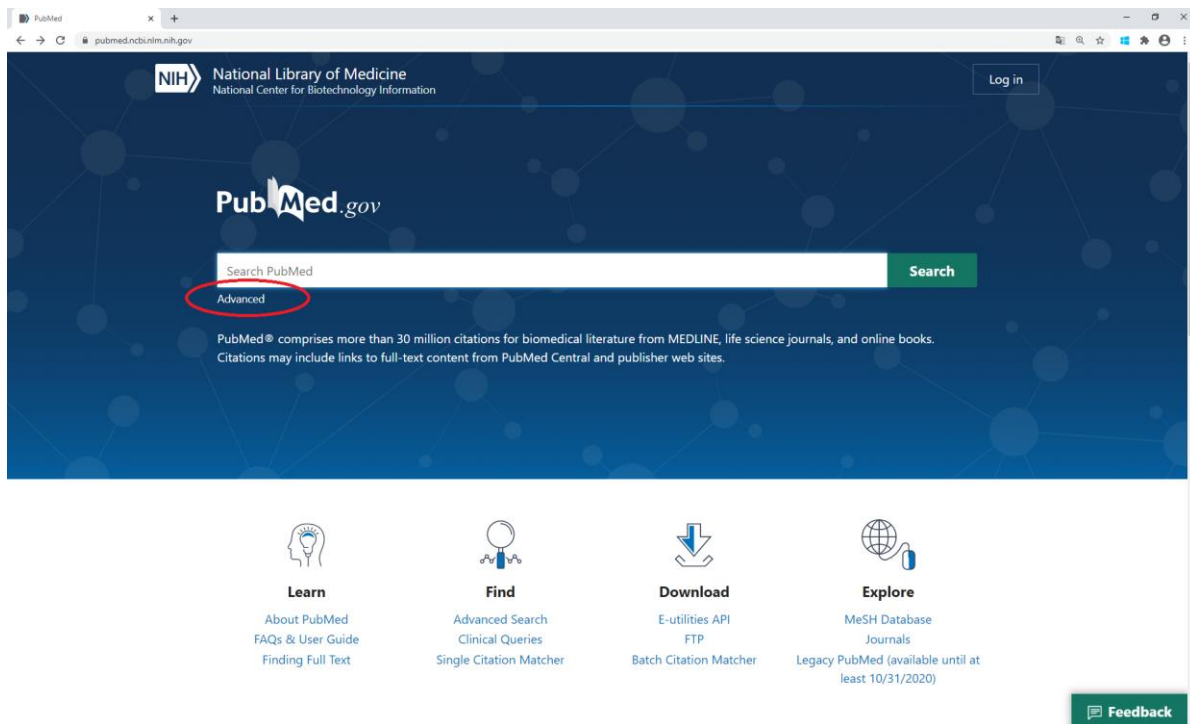 PubMed
pubmed.ncbi.nlm.nih.gov
NIH
National Library of Medicine
National Center for Biotechnology Information
Log in
PubMed.gov
Search PubMed
Search
Advanced
PubMed® comprises more than 30 million citations for biomedical literature from MEDLINE, life science journals, and online books.
Citations may include links to full-text content from PubMed Central and publisher web sites.
Learn
About PubMed
FAQs & User Guide
Finding Full Text
Find
Advanced Search
Clinical Queries
Single Citation Matcher
Download
E-utilities API
FTP
Batch Citation Matcher
Explore
MeSH Database
Journals
Legacy PubMed (available until at
least 10/31/2020)
Feedback